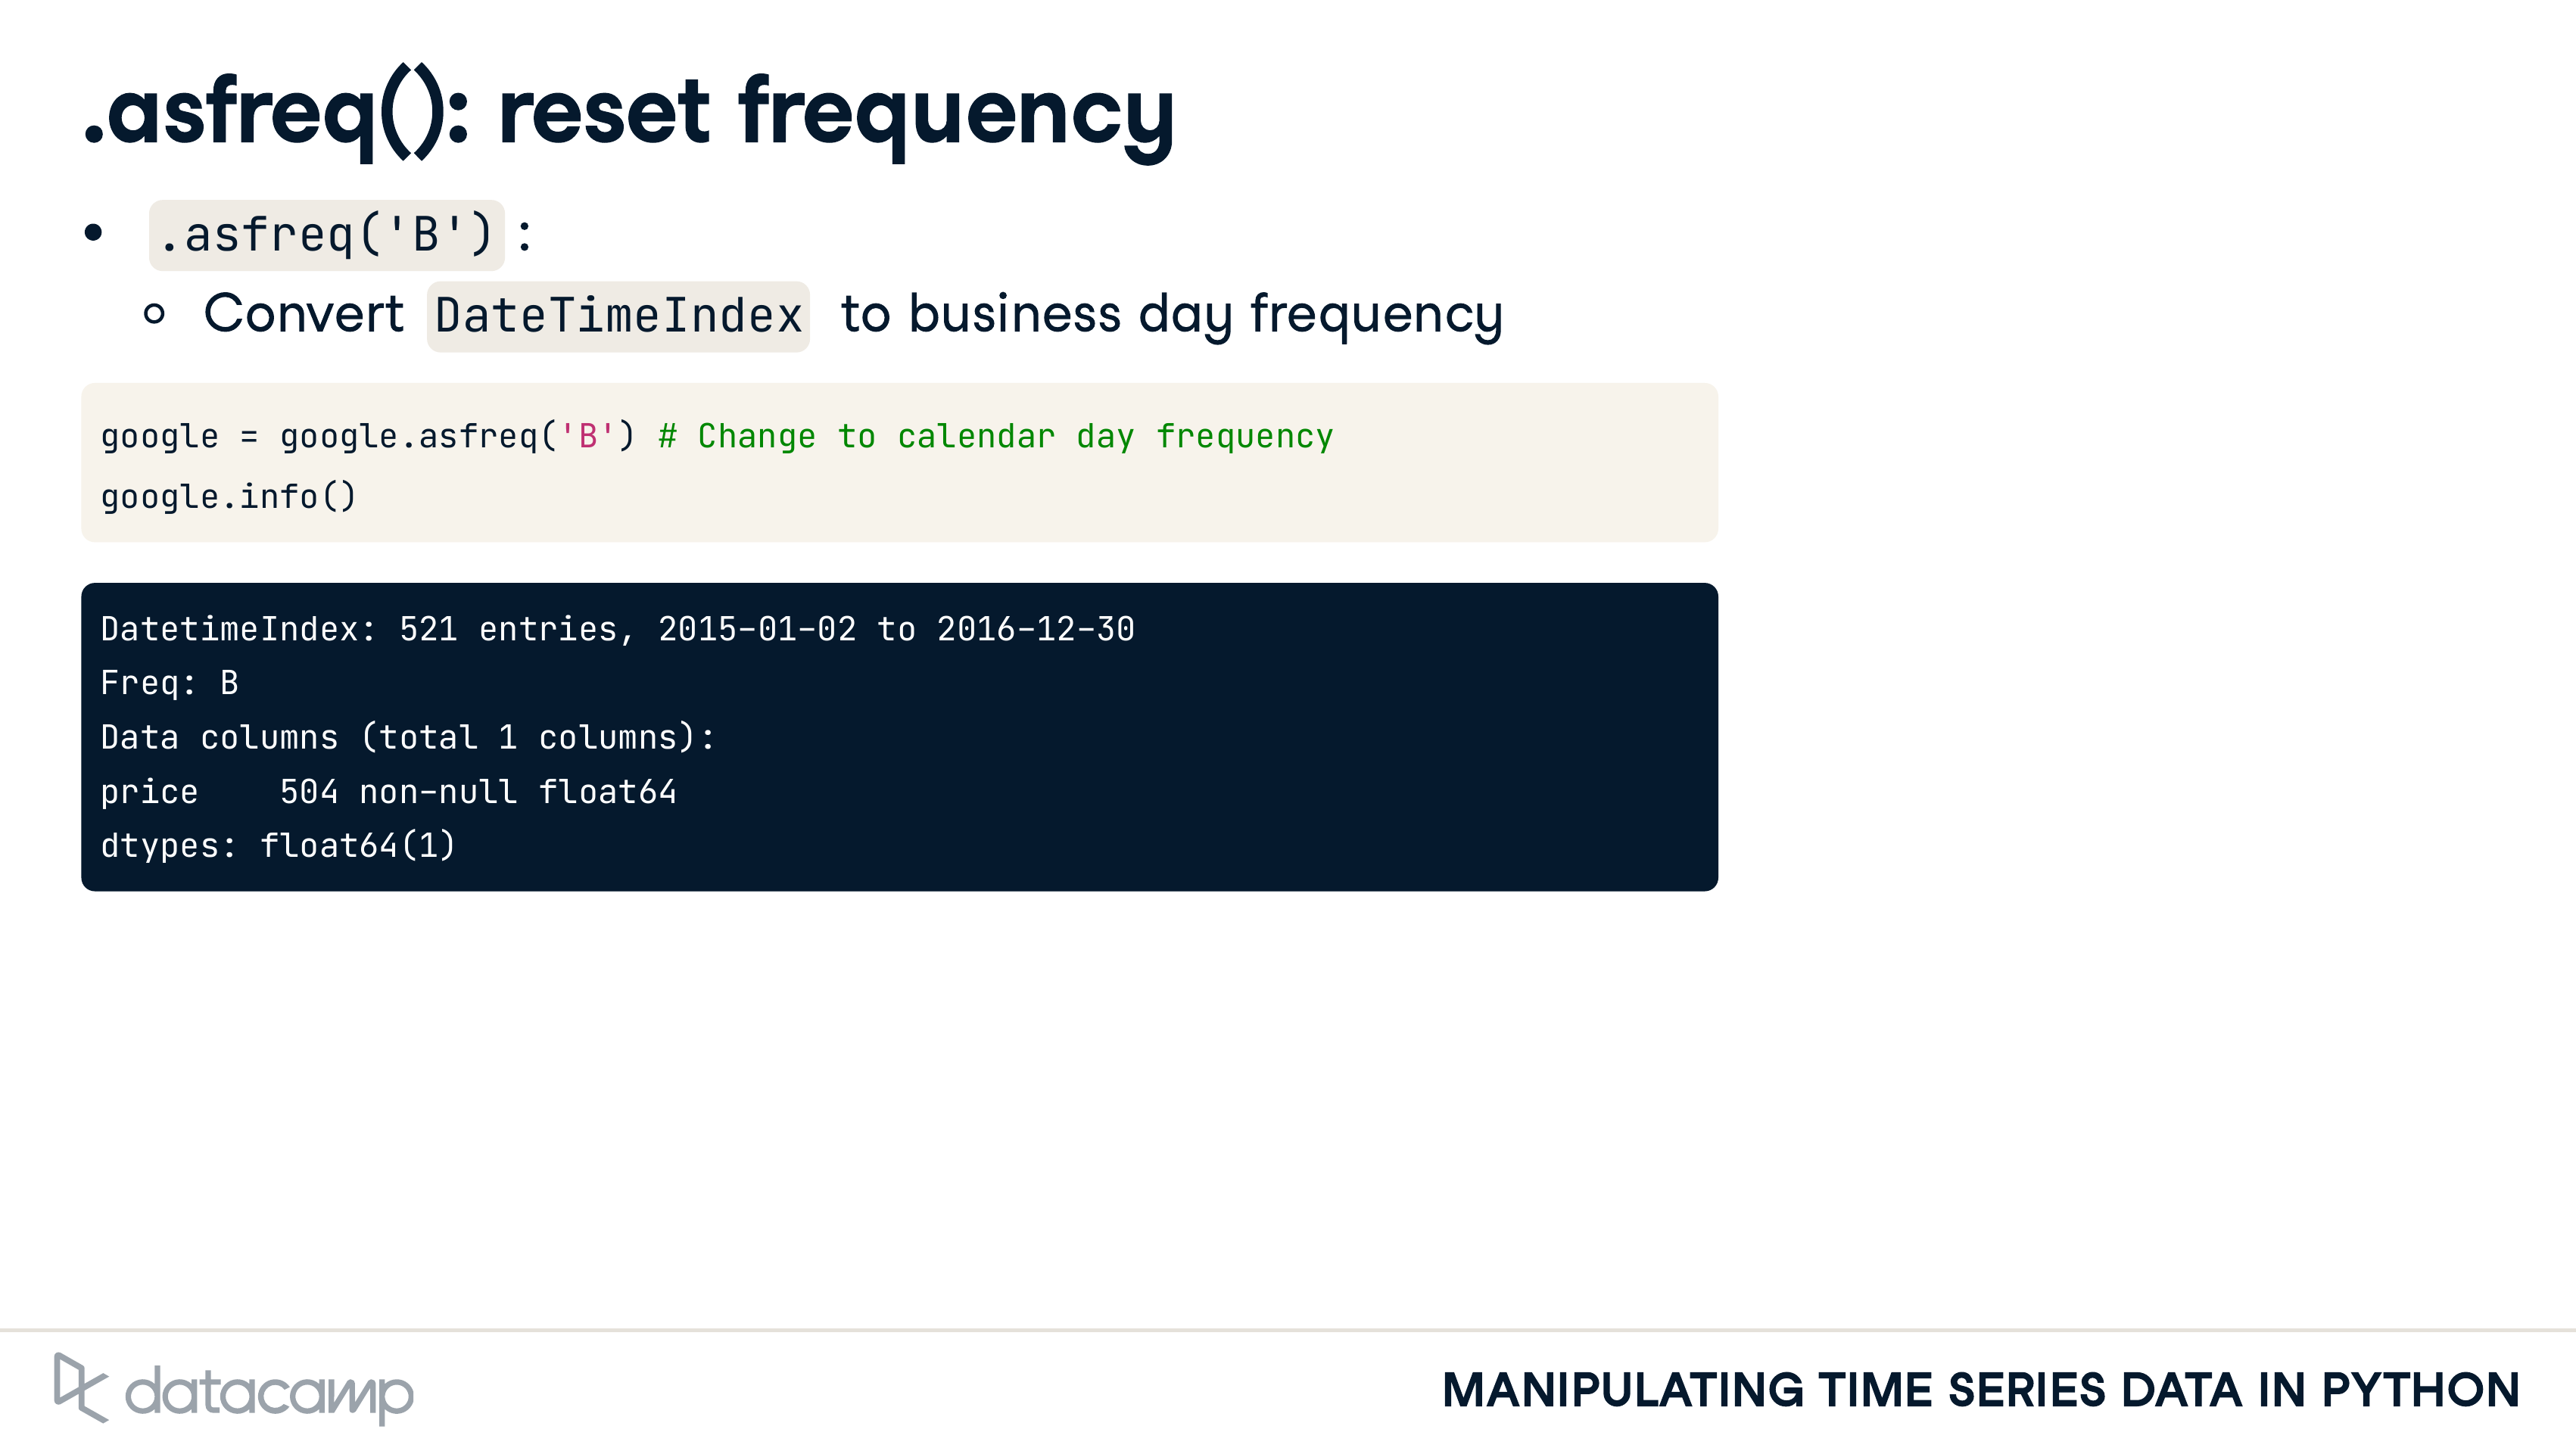 .asfreq(): reset frequency
• .asfreq('B') :
○ Convert DateTimeIndex to business day frequency
google = google.asfreq('B') # Change to calendar day frequency
google.info()
DatetimeIndex: 521 entries, 2015-01-02 to 2016-12-30
Freq: B
Data columns (total 1 columns):
price    504 non-null float64
dtypes: float64(1)
datacamp
MANIPULATING TIME SERIES DATA IN PYTHON